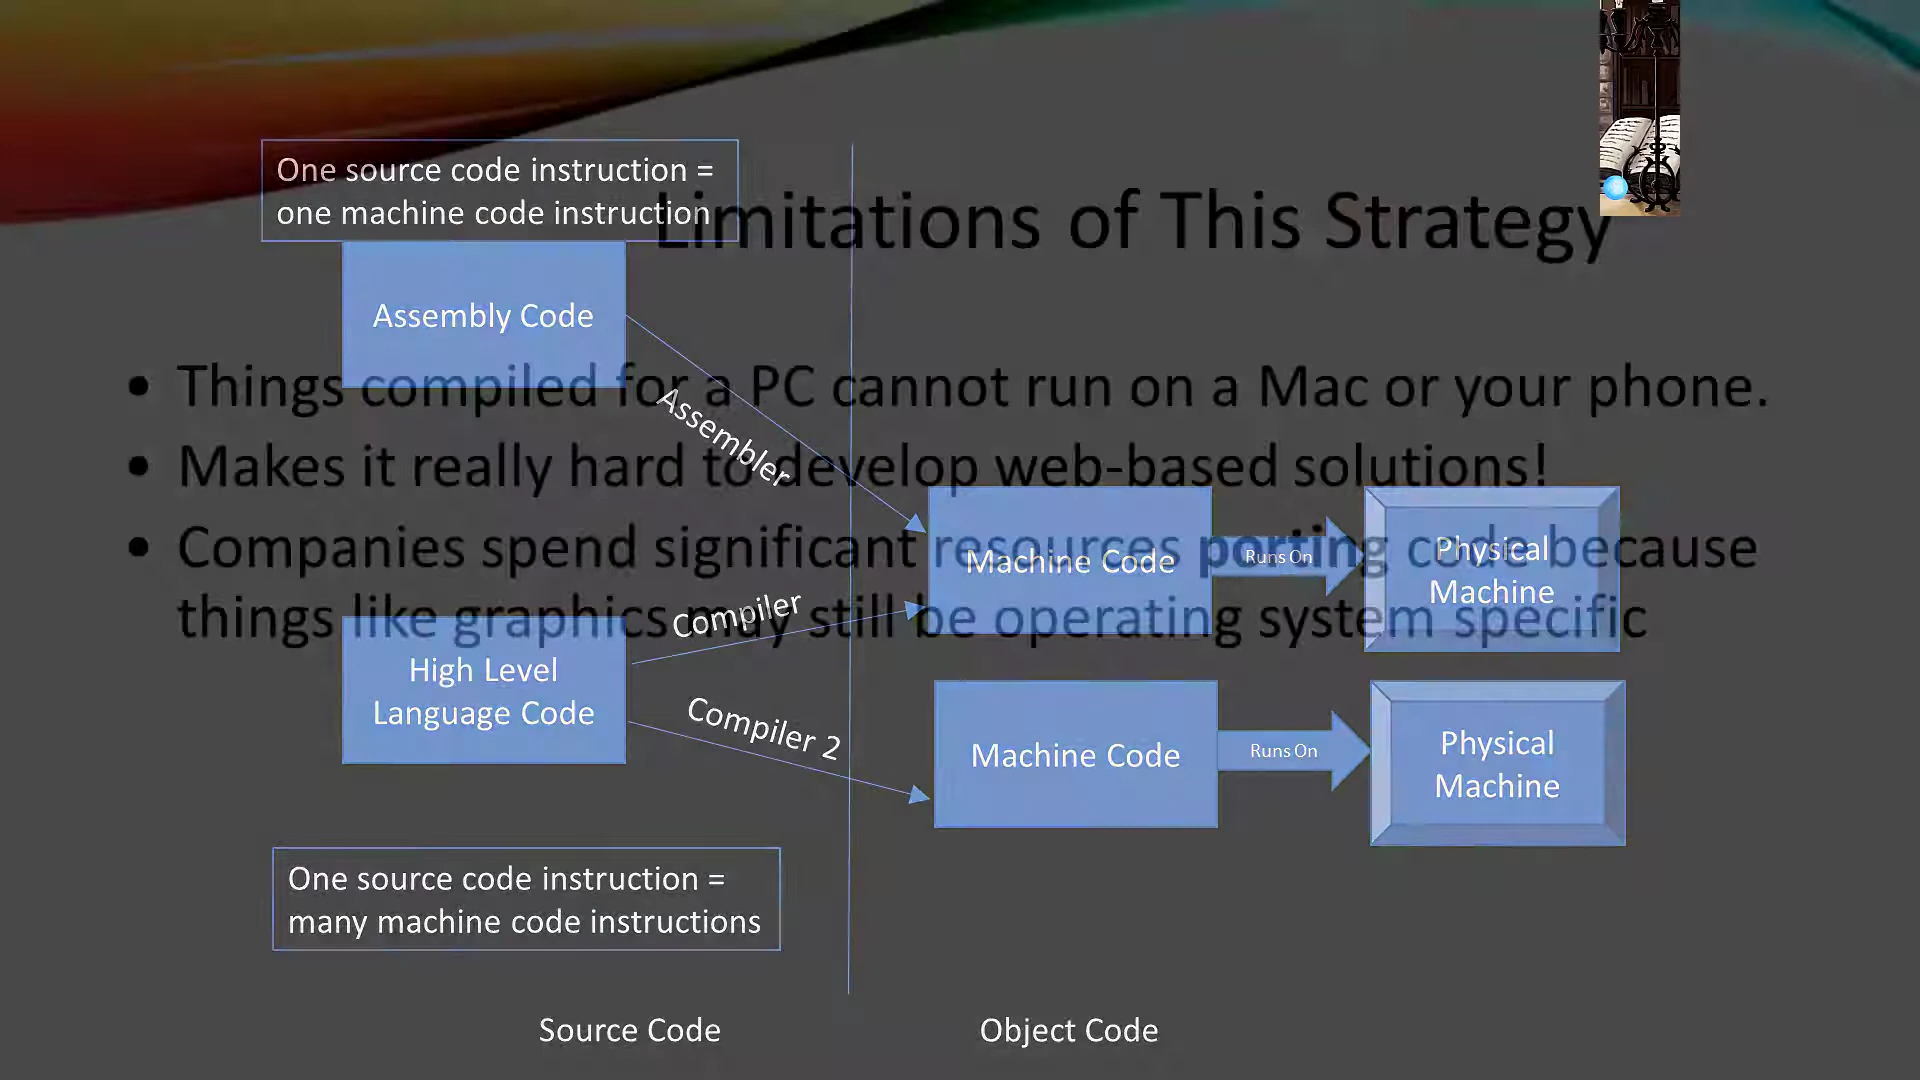 One source code instruction =
one machine code instruction
Limitations of This Strategy
Assembly Code
• Things compiled for a PC cannot run on a Mac or your phone.
Assembler
• Makes it really hard to develop web-based solutions!
• Companies spend significant resources porting code because
things like graphics may still be operating system specific
Machine Code
Runs On
Physical
Machine
Compiler
High Level
Language Code
Compiler 2
Machine Code
Runs On
Physical
Machine
One source code instruction =
many machine code instructions
Source Code
Object Code